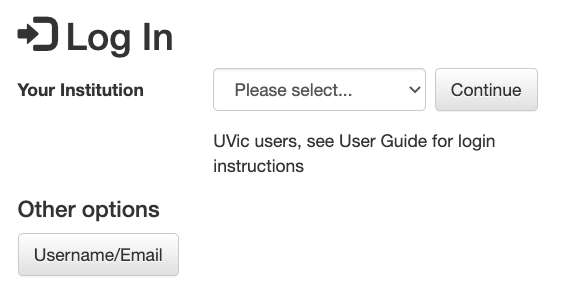 Log In
Your Institution
Please select...
Continue
UVic users, see User Guide for login
instructions
Other options
Username/Email